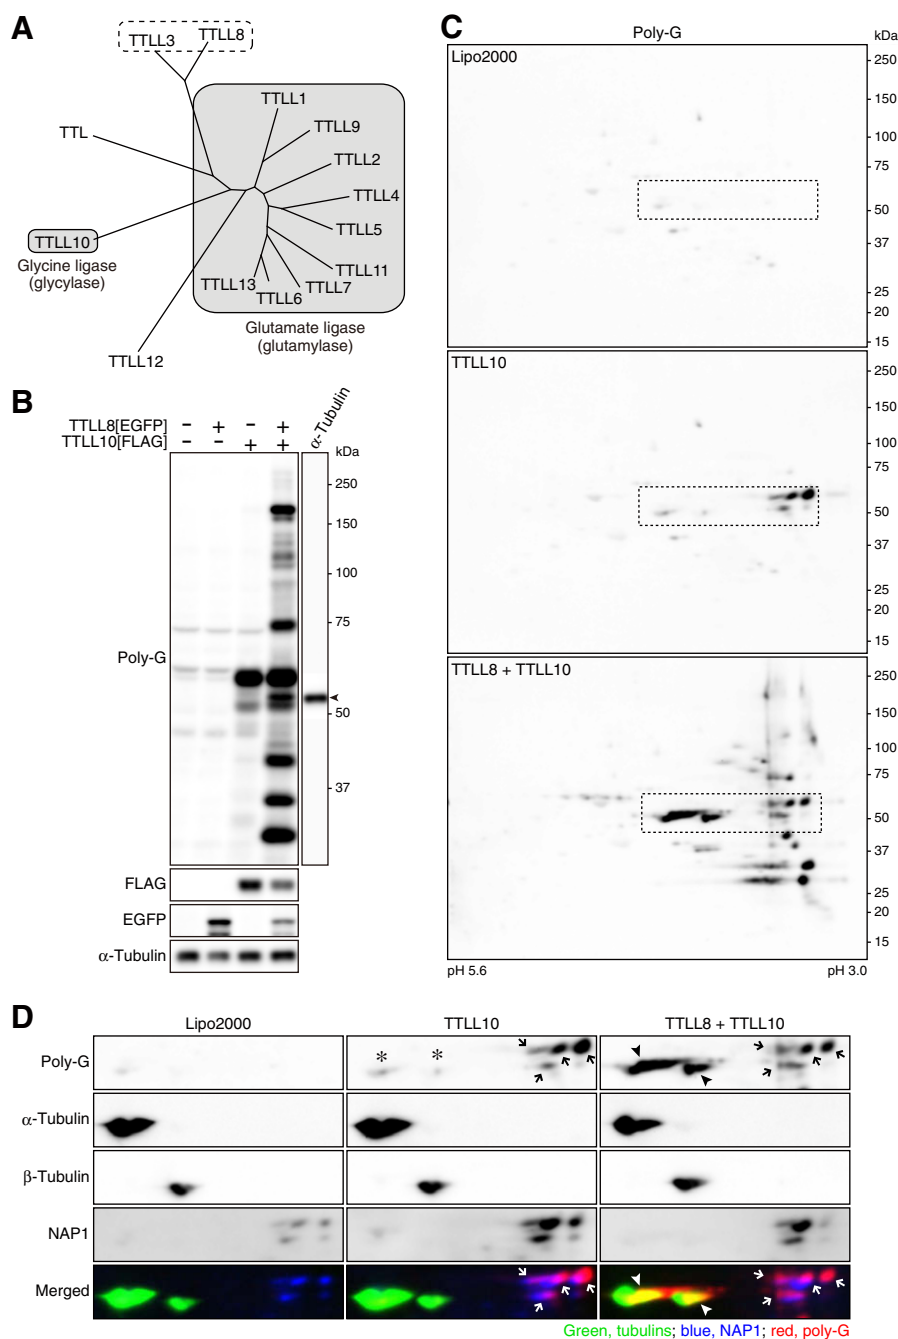 A
TTLL3
TTLL8
TTLL1
TTLL9
TTL
TTLL2
TTLL4
TTLL5
TTLL10
Glycine ligase
(glycylase)
TTLL11
TTLL13
TTLL7
TTLL6
Glutamate ligase
(glutamylase)
TTLL12
B
TTLL8[EGFP] - + - +
TTLL10[FLAG] - - + +
α-Tubulin
kDa
250
150
100
75
Poly-G
50
37
FLAG
EGFP
α-Tubulin
C
Poly-G
kDa
Lipo2000
250
150
100
75
50
37
25
20
15
TTLL10
250
150
100
75
50
37
25
20
15
TTLL8 + TTLL10
250
150
100
75
50
37
25
20
15
pH 5.6 pH 3.0
D
Lipo2000 TTLL10 TTLL8 + TTLL10
Poly-G
* *
α-Tubulin
β-Tubulin
NAP1
Merged
Green, tubulins; blue, NAP1; red, poly-G